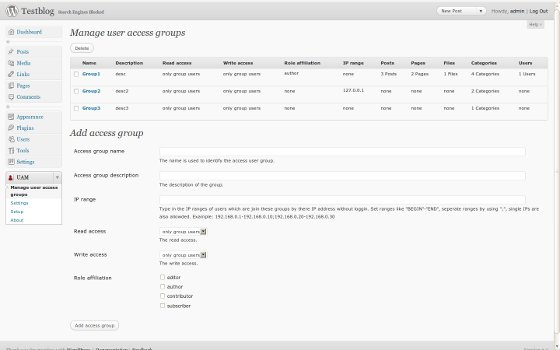 Testblog Search Engines Blocked
New Post
Howdy, admin | Log Out
Help
Dashboard
Posts
Media
Links
Pages
Comments
Appearance
Plugins
Users
Tools
Settings
UAM
Manage user access
groups
Settings
Setup
About
Manage user access groups
Delete
Name Description Read access Write access Role affiliation IP range Posts Pages Files Categories Users
Group1 desc only group users only group users author none 3 Posts 2 Pages 1 Files 4 Categories 1 Users
Group2 desc2 only group users only group users none 127.0.0.1 none none none 2 Categories none
Group3 desc3 only group users only group users none none none none none 1 Categories none
Add access group
Access group name
The name is used to identify the access user group.
Access group description
The description of the group.
IP range
Type in the IP ranges of users which are join these groups by there IP address without loggin. Set ranges like "BEGIN"-"END", seperate ranges by using ";", single IPs are
also allowed. Example: 192.168.0.1-192.168.0.10;192.168.0.20-192.168.0.30
Read access only group users
The read access.
Write access only group users
The write access.
Role affiliation
editor
author
contributor
subscriber
Add access group